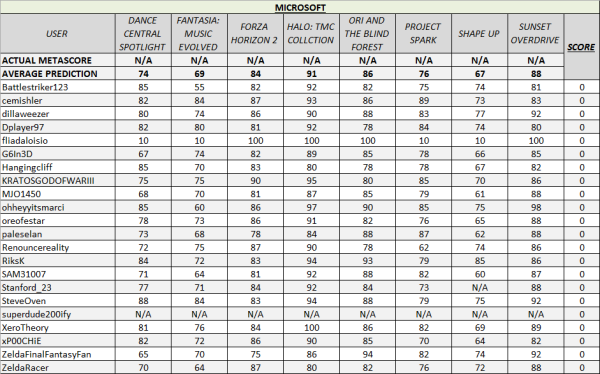 MICROSOFT
USER DANCE CENTRAL SPOTLIGHT FANTASIA: MUSIC EVOLVED FORZA HORIZON 2 HALO: TMC COLLCTION ORI AND THE BLIND FOREST PROJECT SPARK SHAPE UP SUNSET OVERDRIVE SCORE
ACTUAL METASCORE N/A N/A N/A N/A N/A N/A N/A N/A
AVERAGE PREDICTION 74 69 84 91 86 76 67 88
Battlestriker123 85 55 82 92 82 75 74 81 0
cemishler 82 84 87 93 86 89 73 83 0
dillaweezer 80 74 86 90 88 83 77 92 0
Dplayer97 82 80 81 92 78 84 74 80 0
fliadaloisio 10 10 100 100 100 10 10 100 0
G6In3D 67 74 82 89 85 78 66 85 0
Hangingcliff 85 70 83 80 78 78 67 82 0
KRATOSGODOFWARIII 75 75 90 95 80 85 70 86 0
MJO1450 68 70 81 87 85 79 61 88 0
ohheyyitsmarci 85 60 86 97 90 85 75 98 0
oreofestar 78 73 86 91 82 76 65 88 0
paleselan 73 68 78 84 88 87 62 88 0
Renouncereality 72 75 87 90 78 62 74 86 0
RiksK 84 72 83 94 93 79 85 86 0
SAM31007 71 64 81 92 88 82 60 87 0
Stanford_23 77 71 84 92 84 73 N/A 88 0
SteveOven 88 84 83 94 88 79 75 92 0
superdude200ify N/A N/A N/A N/A N/A N/A N/A N/A 0
XeroTheory 81 76 84 100 86 82 69 89 0
xP00CHiE 82 72 86 90 85 70 64 82 0
ZeldaFinalFantasyFan 65 70 75 86 94 82 74 92 0
ZeldaRacer 70 64 87 80 82 76 72 88 0